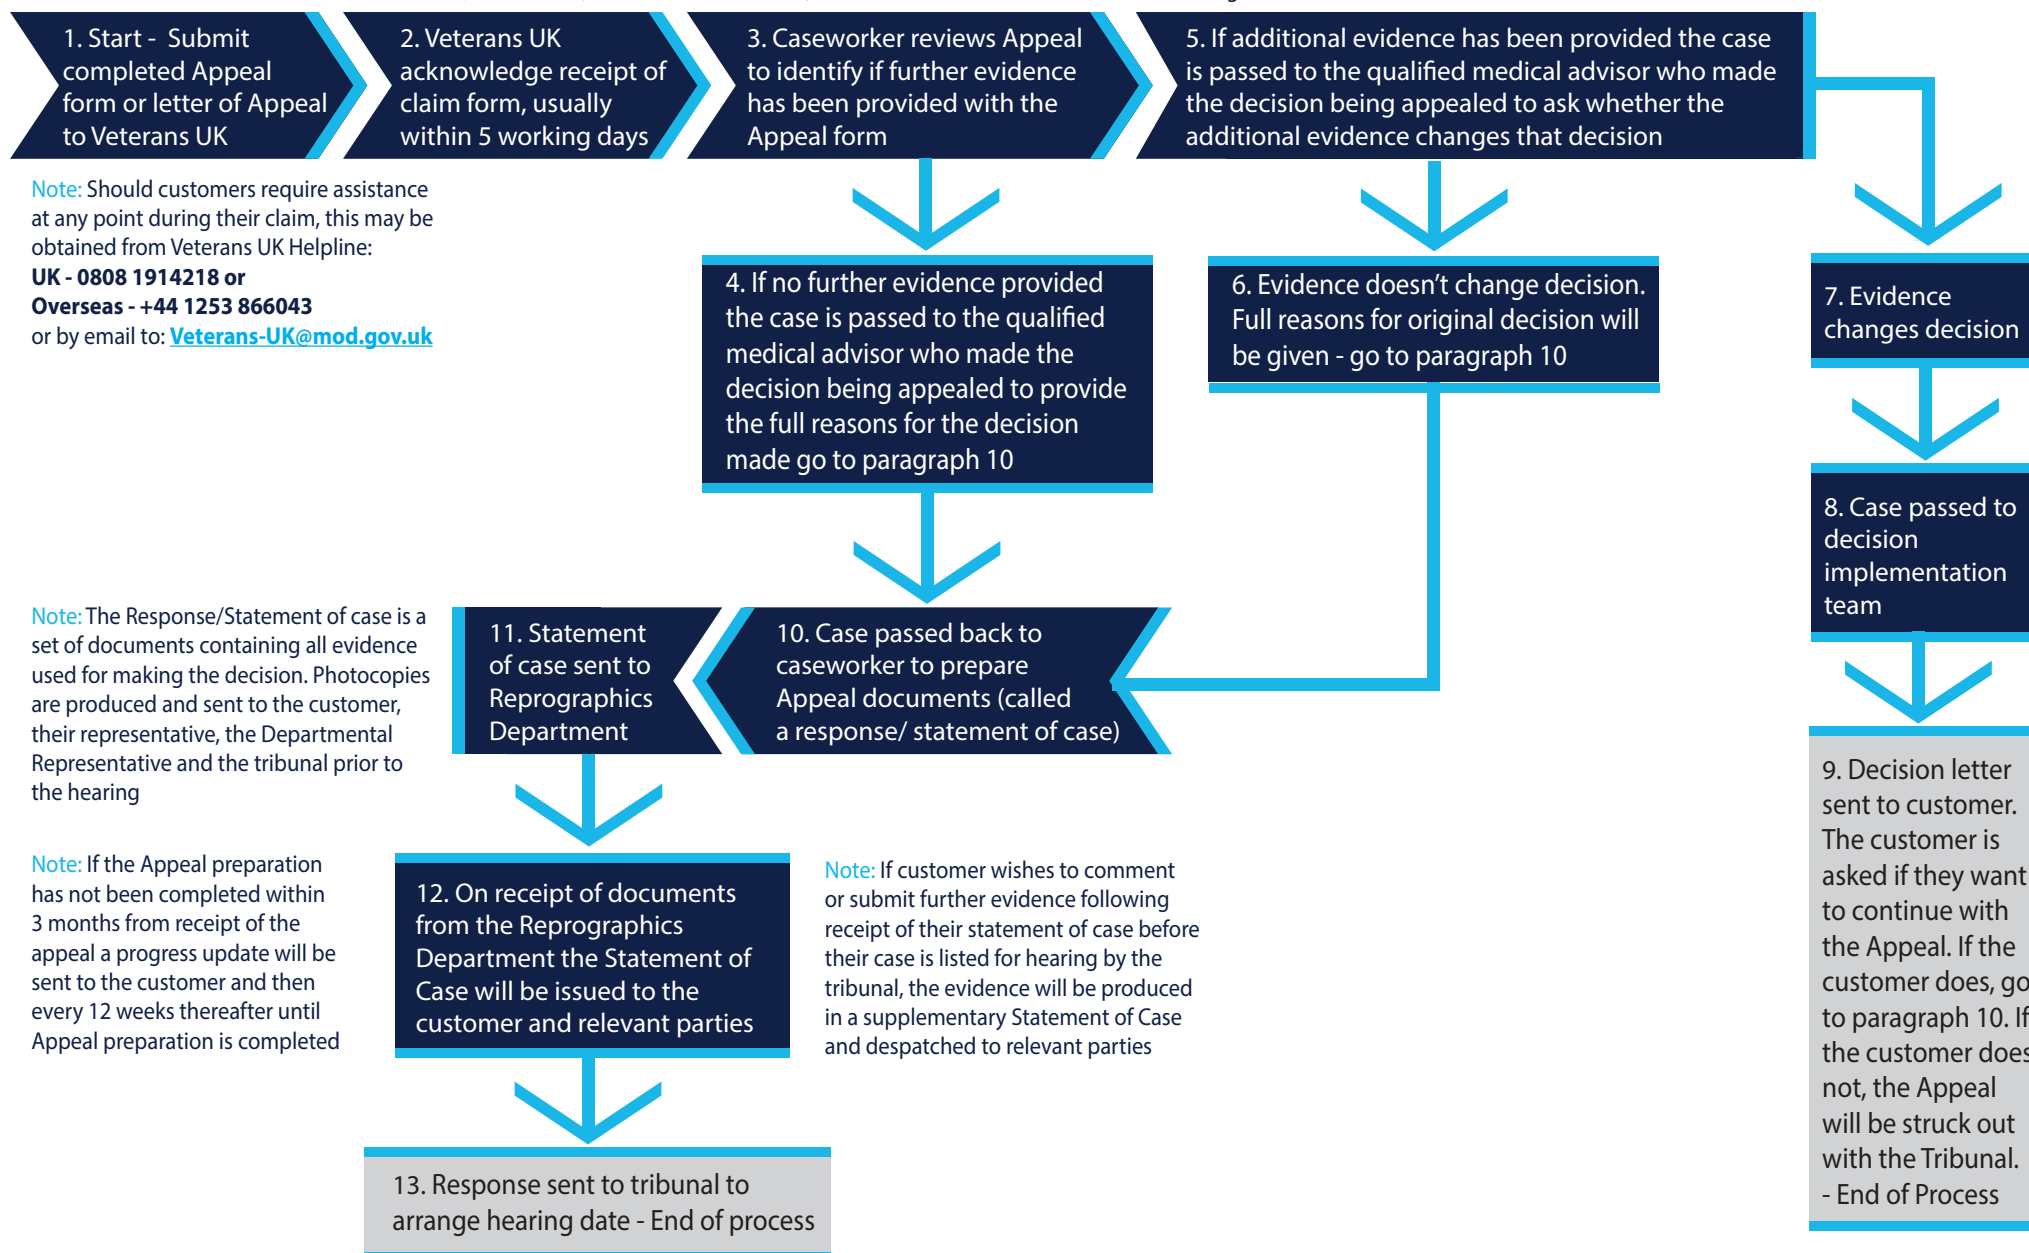 1. Start - Submit
completed Appeal
form or letter of Appeal
to Veterans UK
2. Veterans UK
acknowledge receipt of
claim form, usually
within 5 working days
3. Caseworker reviews Appeal
to identify if further evidence
has been provided with the
Appeal form
5. If additional evidence has been provided the case
is passed to the qualified medical advisor who made
the decision being appealed to ask whether the
additional evidence changes that decision
Note: Should customers require assistance
at any point during their claim, this may be
obtained from Veterans UK Helpline:
UK - 0808 1914218 or
Overseas - +44 1253 866043
or by email to: Veterans-UK@mod.gov.uk
4. If no further evidence provided
the case is passed to the qualified
medical advisor who made the
decision being appealed to provide
the full reasons for the decision
made go to paragraph 10
6. Evidence doesn't change decision.
Full reasons for original decision will
be given - go to paragraph 10
7. Evidence
changes decision
8. Case passed to
decision
implementation
team
Note: The Response/Statement of case is a
set of documents containing all evidence
used for making the decision. Photocopies
are produced and sent to the customer,
their representative, the Departmental
Representative and the tribunal prior to
the hearing
11. Statement
of case sent to
Reprographics
Department
10. Case passed back to
caseworker to prepare
Appeal documents (called
a response/ statement of case)
9. Decision letter
sent to customer.
The customer is
asked if they want
to continue with
the Appeal. If the
customer does, go
to paragraph 10. If
the customer does
not, the Appeal
will be struck out
with the Tribunal.
- End of Process
Note: If the Appeal preparation
has not been completed within
3 months from receipt of the
appeal a progress update will be
sent to the customer and then
every 12 weeks thereafter until
Appeal preparation is completed
12. On receipt of documents
from the Reprographics
Department the Statement of
Case will be issued to the
customer and relevant parties
Note: If customer wishes to comment
or submit further evidence following
receipt of their statement of case before
their case is listed for hearing by the
tribunal, the evidence will be produced
in a supplementary Statement of Case
and despatched to relevant parties
13. Response sent to tribunal to
arrange hearing date - End of process